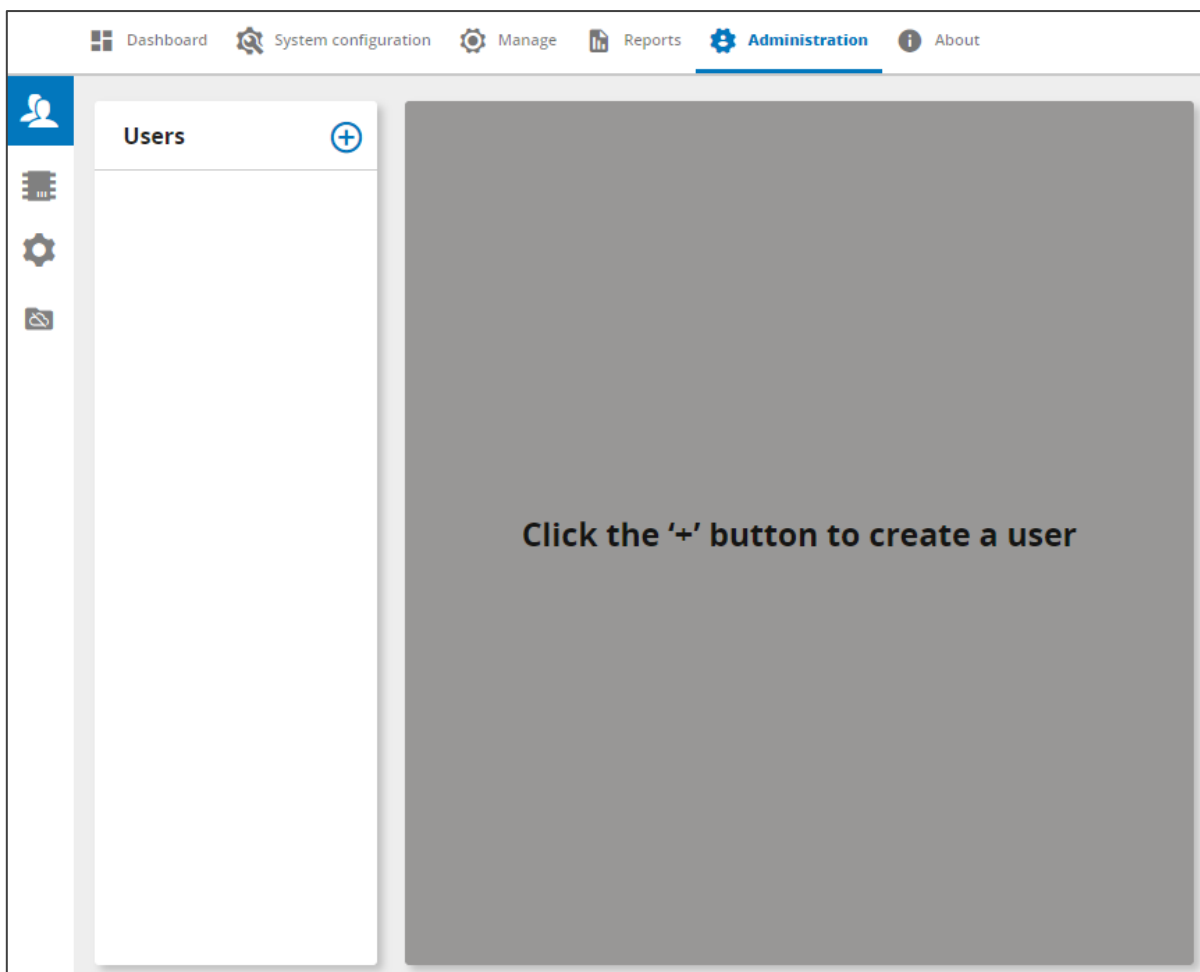 Dashboard System configuration Manage Reports Administration About
Users
Click the ‘+’ button to create a user